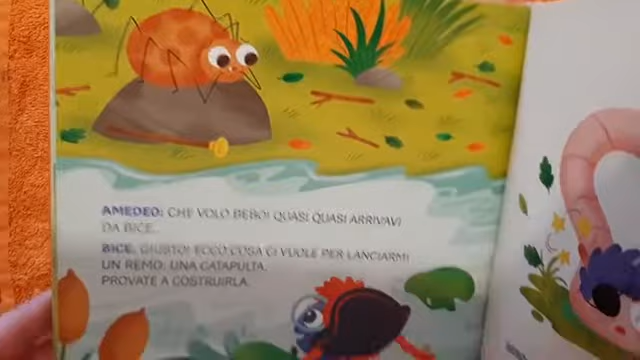 AMEDEO: CHE VOLO BEBO! QUASI QUASI ARRIVAVI
DA BICE.
BICE: GIUSTO! ECCO COSA CI VUOLE PER LANCIARMI
UN REMO: UNA CATAPULTA.
PROVATE A COSTRUIRLA.